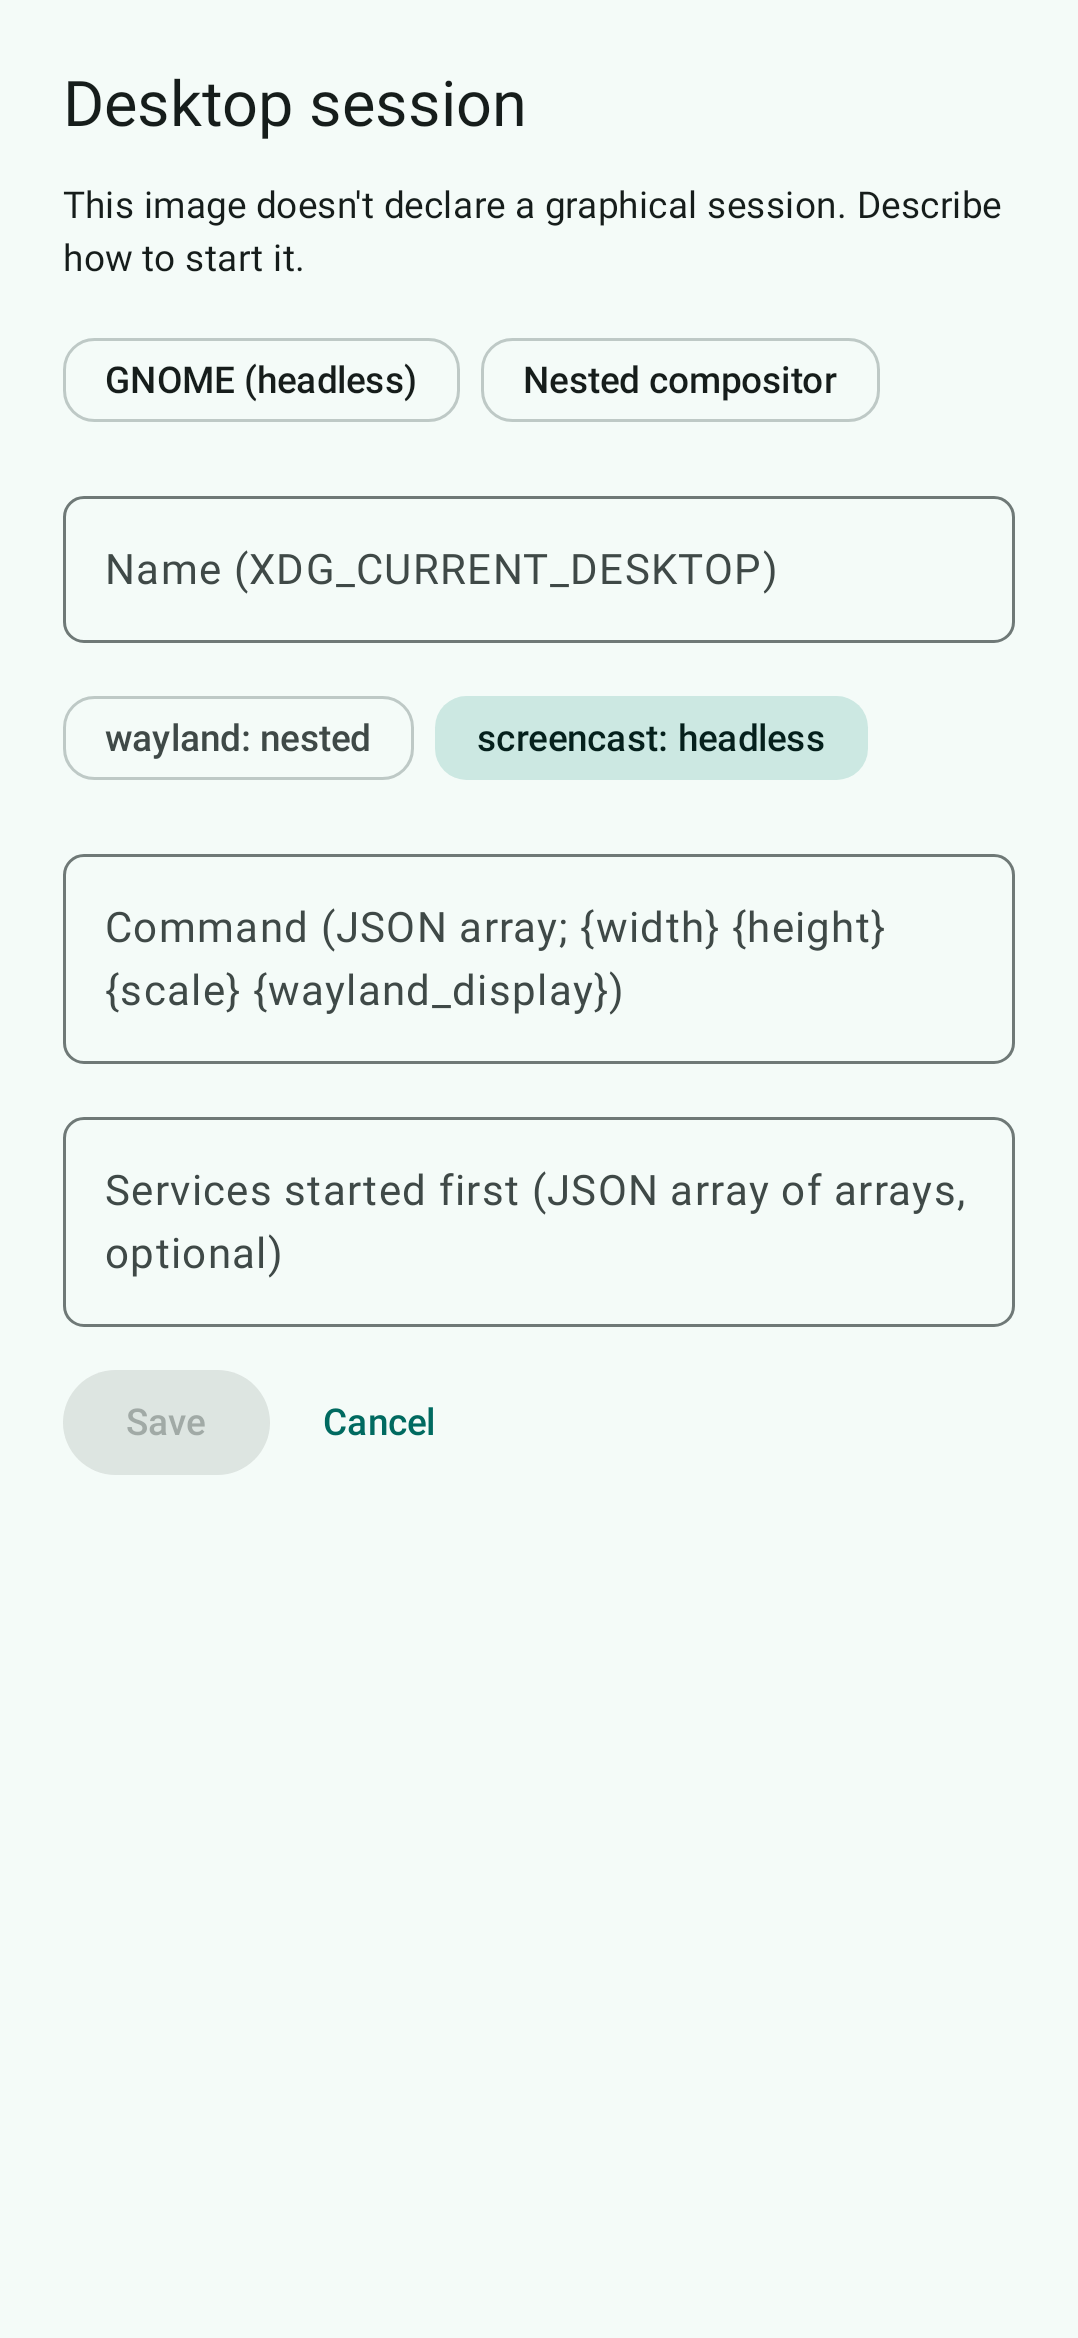 Desktop session
This image doesn't declare a graphical session. Describe
how to start it.
GNOME (headless)
Nested compositor
Name (XDG_CURRENT_DESKTOP)
wayland: nested
screencast: headless
Command (JSON array; {width} {height}
{scale} {wayland_display})
Services started first (JSON array of arrays,
optional)
Save
Cancel